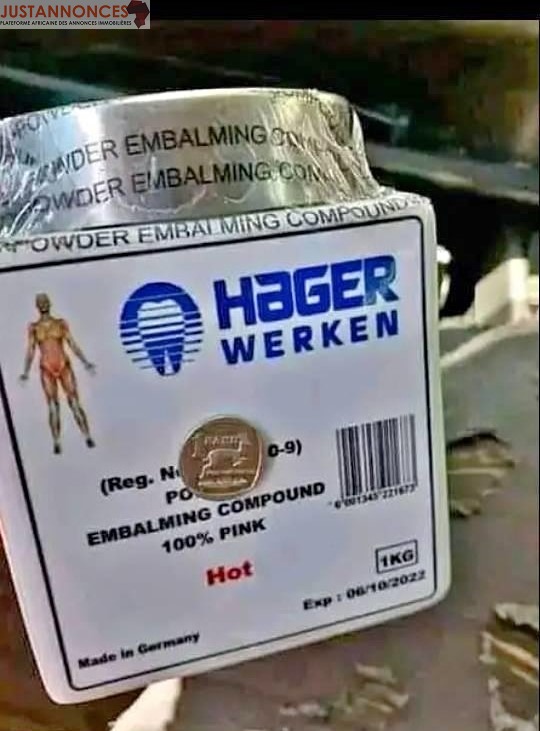 JUSTANNONCES
PLATEFORME AFRICAINE DES ANNONCES IMMOBILIÈRES
POWDER EMBALMING
POWDER EMBALMING
POWDER EMBALMING COMPOUND
HAGER
WERKEN
(Reg. 0-9)
EMBALMING COMPOUND
100% PINK
Hot
1KG
Exp : 06/10/2022
Made in Germany